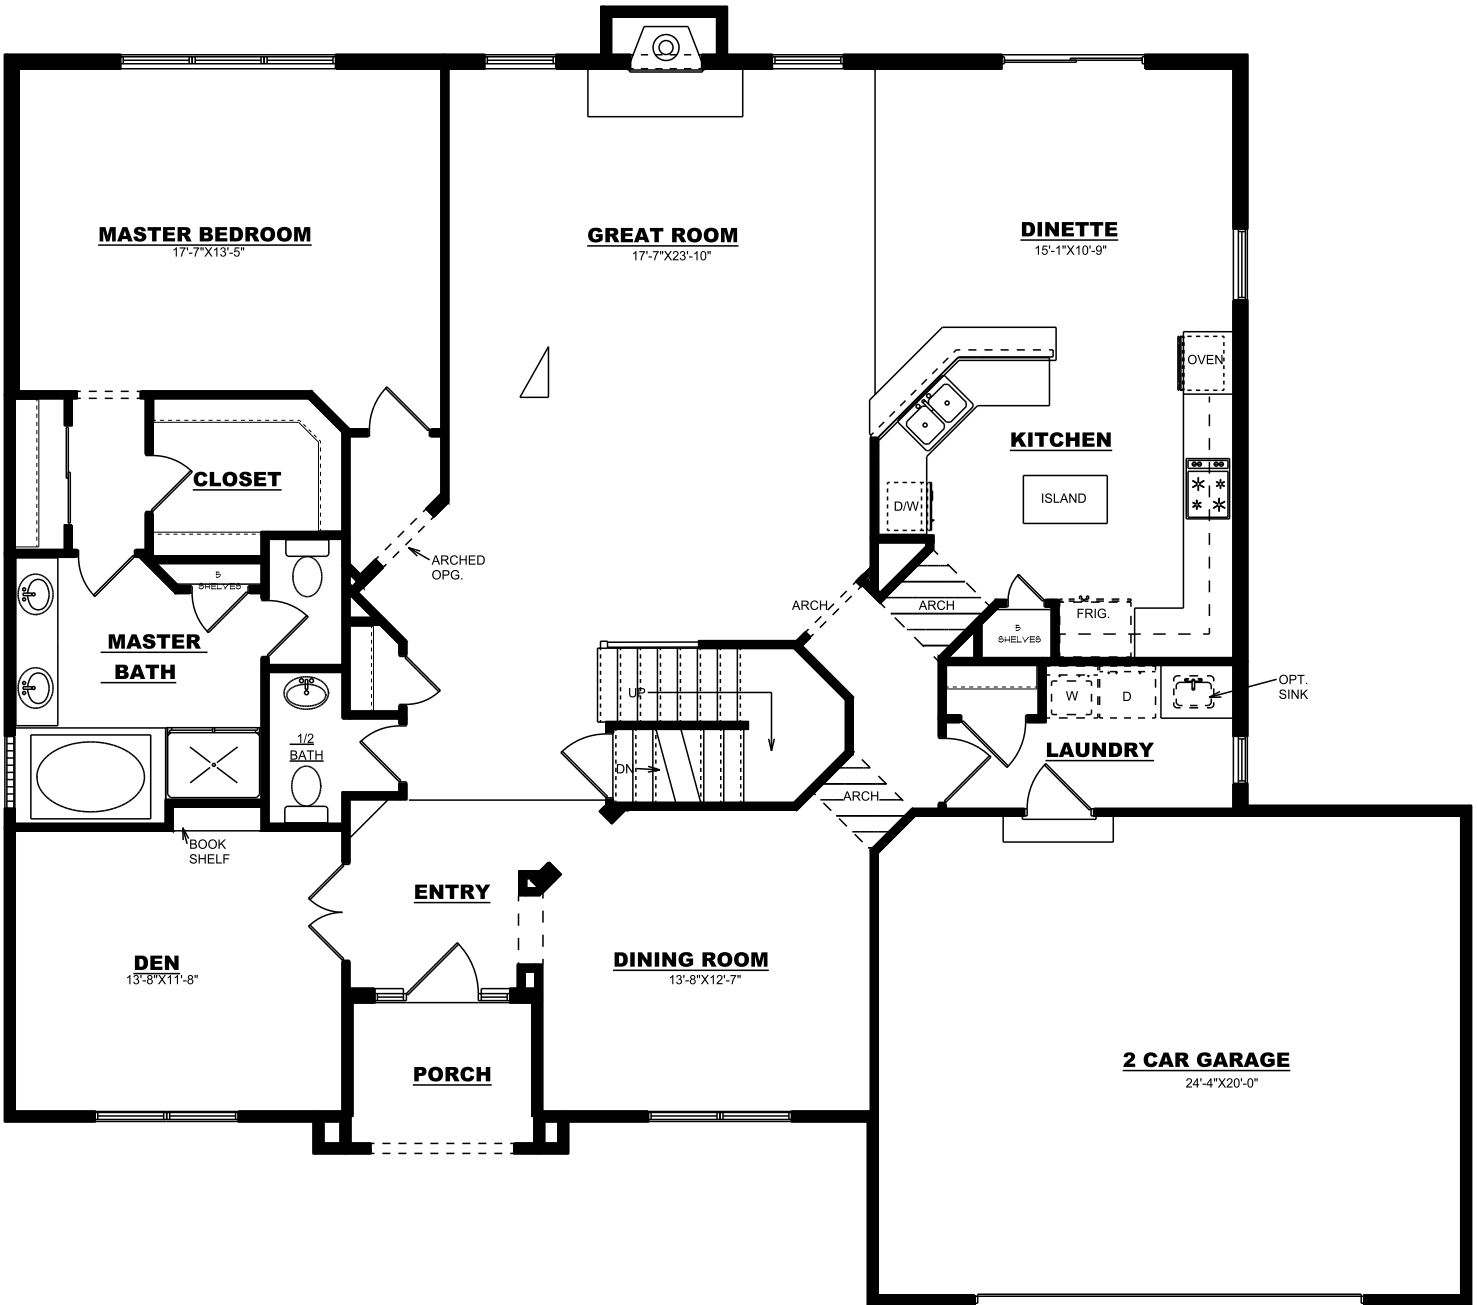 MASTER BEDROOM
17'-7"X13'-5"
GREAT ROOM
17'-7"X23'-10"
DINETTE
15'-1"X10'-9"
OVEN
KITCHEN
CLOSET
ISLAND
D/W
ARCHED
OPG.
5
SHELVES
ARCH
ARCH
FRIG.
5
SHELVES
MASTER
BATH
UP
W
D
OPT.
SINK
1/2
BATH
LAUNDRY
DN
ARCH
BOOK
SHELF
ENTRY
DEN
13'-8"X11'-8"
DINING ROOM
13'-8"X12'-7"
PORCH
2 CAR GARAGE
24'-4"X20'-0"